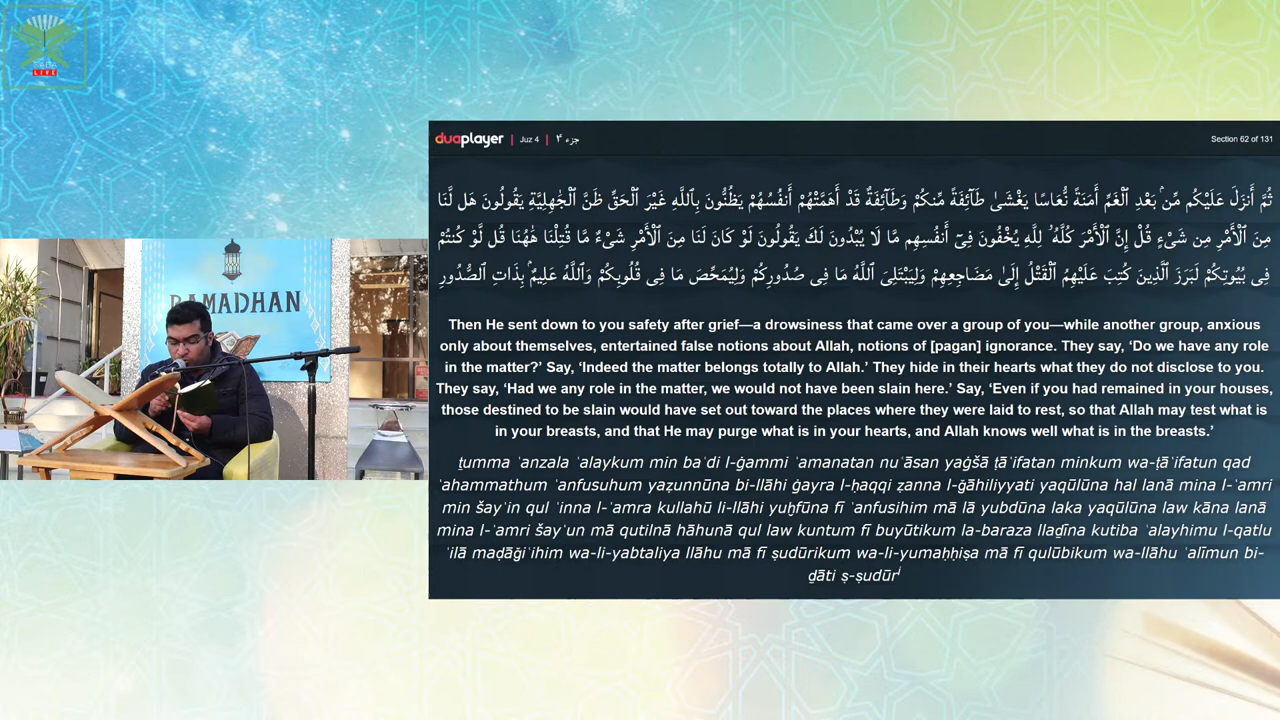 LIVE
RAMADHAN
duaplayer | Juz 4 | جزء ۴
Section 62 of 131
ثُمَّ أَنزَلَ عَلَيْكُم مِّنۢ بَعْدِ ٱلْغَمِّ أَمَنَةً نُّعَاسًا يَغْشَىٰ طَآئِفَةً مِّنكُمْ وَطَآئِفَةٌ قَدْ أَهَمَّتْهُمْ أَنفُسُهُمْ يَظُنُّونَ بِٱللَّهِ غَيْرَ ٱلْحَقِّ ظَنَّ ٱلْجَٰهِلِيَّةِ يَقُولُونَ هَل لَّنَا
مِنَ ٱلْأَمْرِ مِن شَىْءٍ قُلْ إِنَّ ٱلْأَمْرَ كُلَّهُۥ لِلَّهِ يُخْفُونَ فِىٓ أَنفُسِهِم مَّا لَا يُبْدُونَ لَكَ يَقُولُونَ لَوْ كَانَ لَنَا مِنَ ٱلْأَمْرِ شَىْءٌ مَّا قُتِلْنَا هَٰهُنَا قُل لَّوْ كُنتُمْ
فِى بُيُوتِكُمْ لَبَرَزَ ٱلَّذِينَ كُتِبَ عَلَيْهِمُ ٱلْقَتْلُ إِلَىٰ مَضَاجِعِهِمْ وَلِيَبْتَلِىَ ٱللَّهُ مَا فِى صُدُورِكُمْ وَلِيُمَحِّصَ مَا فِى قُلُوبِكُمْ وَٱللَّهُ عَلِيمٌۢ بِذَاتِ ٱلصُّدُورِ
Then He sent down to you safety after grief—a drowsiness that came over a group of you—while another group, anxious
only about themselves, entertained false notions about Allah, notions of [pagan] ignorance. They say, ‘Do we have any role
in the matter?’ Say, ‘Indeed the matter belongs totally to Allah.’ They hide in their hearts what they do not disclose to you.
They say, ‘Had we any role in the matter, we would not have been slain here.’ Say, ‘Even if you had remained in your houses,
those destined to be slain would have set out toward the places where they were laid to rest, so that Allah may test what is
in your breasts, and that He may purge what is in your hearts, and Allah knows well what is in the breasts.’
ṯumma ʾanzala ʿalaykum min baʿdi l-ġammi ʾamanatan nuʿāsan yaġšā ṭāʾifatan minkum wa-ṭāʾifatun qad
ʾahammathum ʾanfusuhum yaẓunnūna bi-llāhi ġayra l-ḥaqqi ẓanna l-ǧāhiliyyati yaqūlūna hal lanā mina l-ʾamri
min šayʾin qul ʾinna l-ʾamra kullahū li-llāhi yuḫfūna fī ʾanfusihim mā lā yubdūna laka yaqūlūna law kāna lanā
mina l-ʾamri šayʾun mā qutilnā hāhunā qul law kuntum fī buyūtikum la-baraza llaḏīna kutiba ʿalayhimu l-qatlu
ʾilā maḍāǧiʿihim wa-li-yabtaliya llāhu mā fī ṣudūrikum wa-li-yumaḥḥiṣa mā fī qulūbikum wa-llāhu ʿalīmun bi-
ḏāti ṣ-ṣudūrⁱ